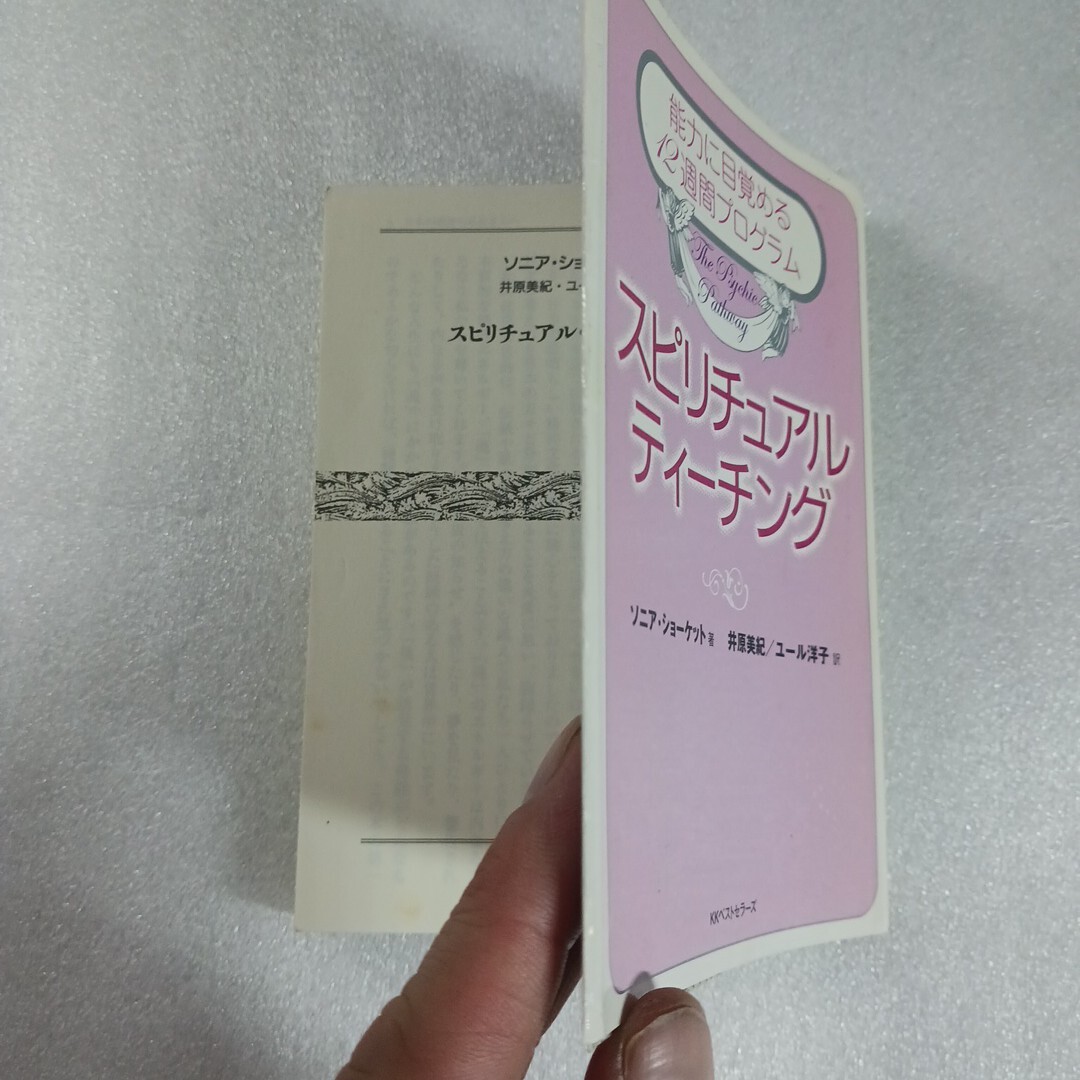 能力に目覚める
12週間プログラム
The Psychic
Pathway
スピリチュアル
ティーチング
ソニア・ショーケット 著 井原美紀/ユール洋子 訳
KKベストセラーズ
ソニア・ショ
井原美紀・ユー
スピリチュアル・